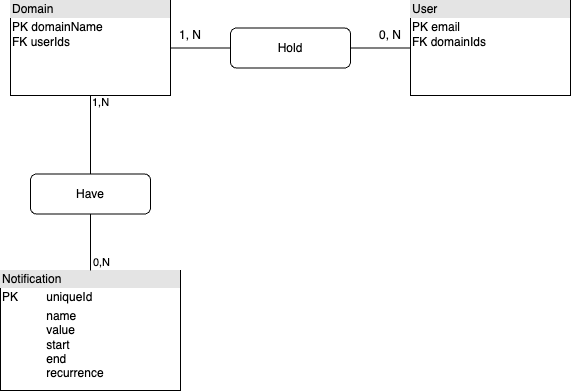 Domain
PK domainName
FK userIds
1, N
Hold
0, N
User
PK email
FK domainIds
1,N
Have
0,N
Notification
PK uniqueId
name
value
start
end
recurrence